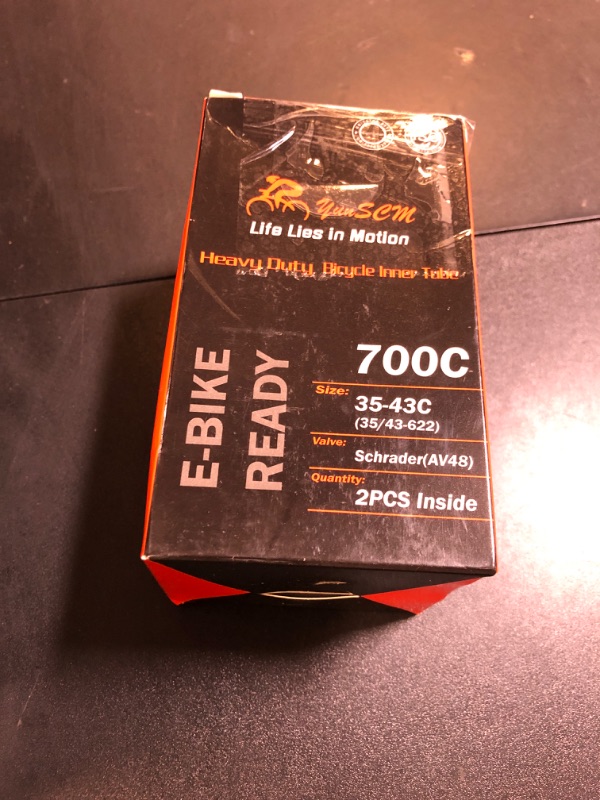 YunSCM
Life Lies in Motion
Heavy Duty Bicycle Inner Tube
E-BIKE
READY
700C
Size:
35-43C
(35/43-622)
Valve:
Schrader(AV48)
Quantity:
2PCS Inside